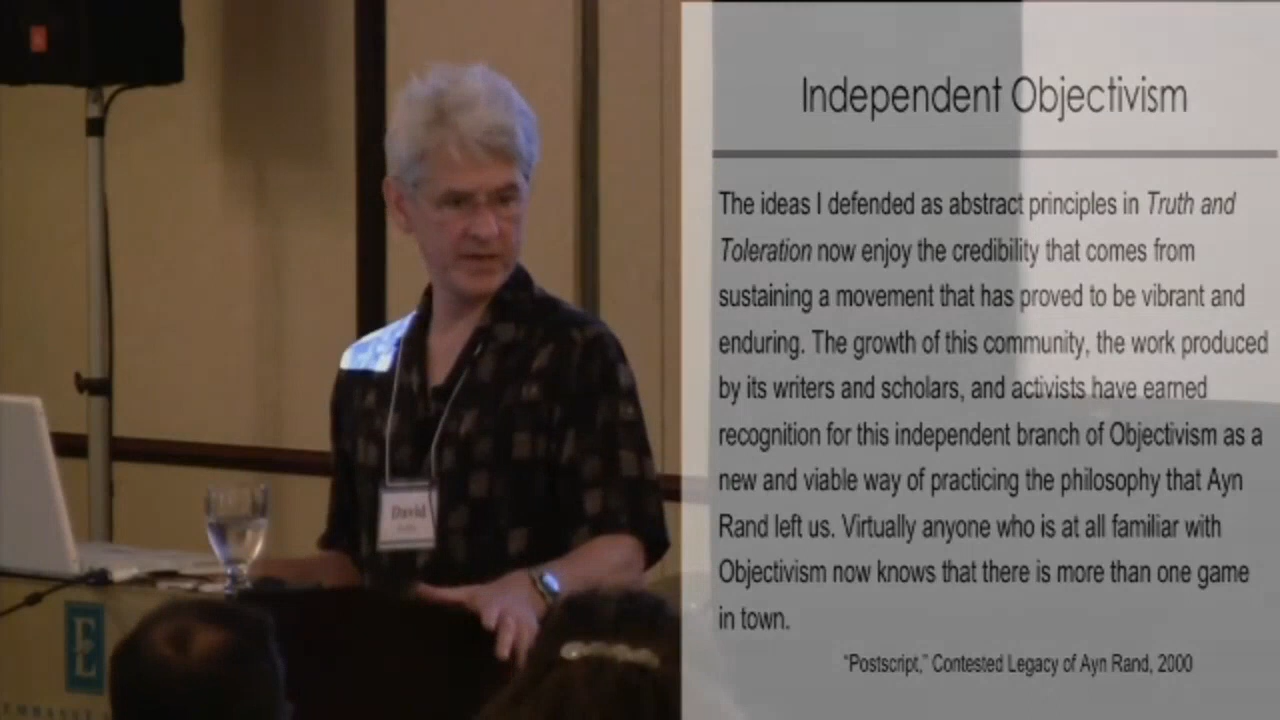 Independent Objectivism
The ideas I defended as abstract principles in Truth and
Toleration now enjoy the credibility that comes from
sustaining a movement that has proved to be vibrant and
enduring. The growth of this community, the work produced
by its writers and scholars, and activists have earned
recognition for this independent branch of Objectivism as a
new and viable way of practicing the philosophy that Ayn
Rand left us. Virtually anyone who is at all familiar with
Objectivism now knows that there is more than one game
in town.
“Postscript,” Contested Legacy of Ayn Rand, 2000
David
E